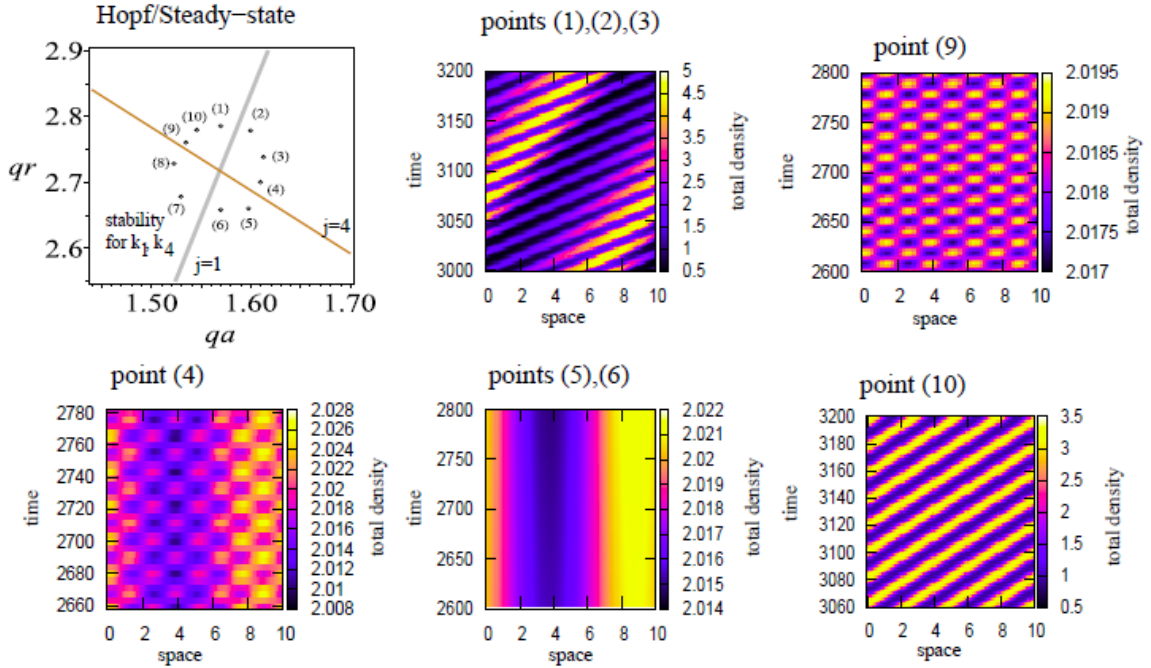 Hopf/Steady−state
2.9
2.8
2.7
2.6
qr
1.50
1.60
1.70
qa
(1)
(2)
(3)
(4)
(5)
(6)
(7)
(8)
(9)
(10)
stability
for k1, k4
j=1
j=4
points (1),(2),(3)
3200
3150
3100
3050
3000
time
0 2 4 6 8 10
space
5
4.5
4
3.5
3
2.5
2
1.5
1
0.5
total density
point (9)
2800
2750
2700
2650
2600
time
0 2 4 6 8 10
space
2.0195
2.019
2.0185
2.018
2.0175
2.017
total density
point (4)
2780
2760
2740
2720
2700
2680
2660
time
0 2 4 6 8 10
space
2.028
2.026
2.024
2.022
2.02
2.018
2.016
2.014
2.012
2.01
2.008
total density
points (5),(6)
2800
2750
2700
2650
2600
time
0 2 4 6 8 10
space
2.022
2.021
2.02
2.019
2.018
2.017
2.016
2.015
2.014
total density
point (10)
3200
3180
3160
3140
3120
3100
3080
3060
time
0 2 4 6 8 10
space
3.5
3
2.5
2
1.5
1
0.5
total density